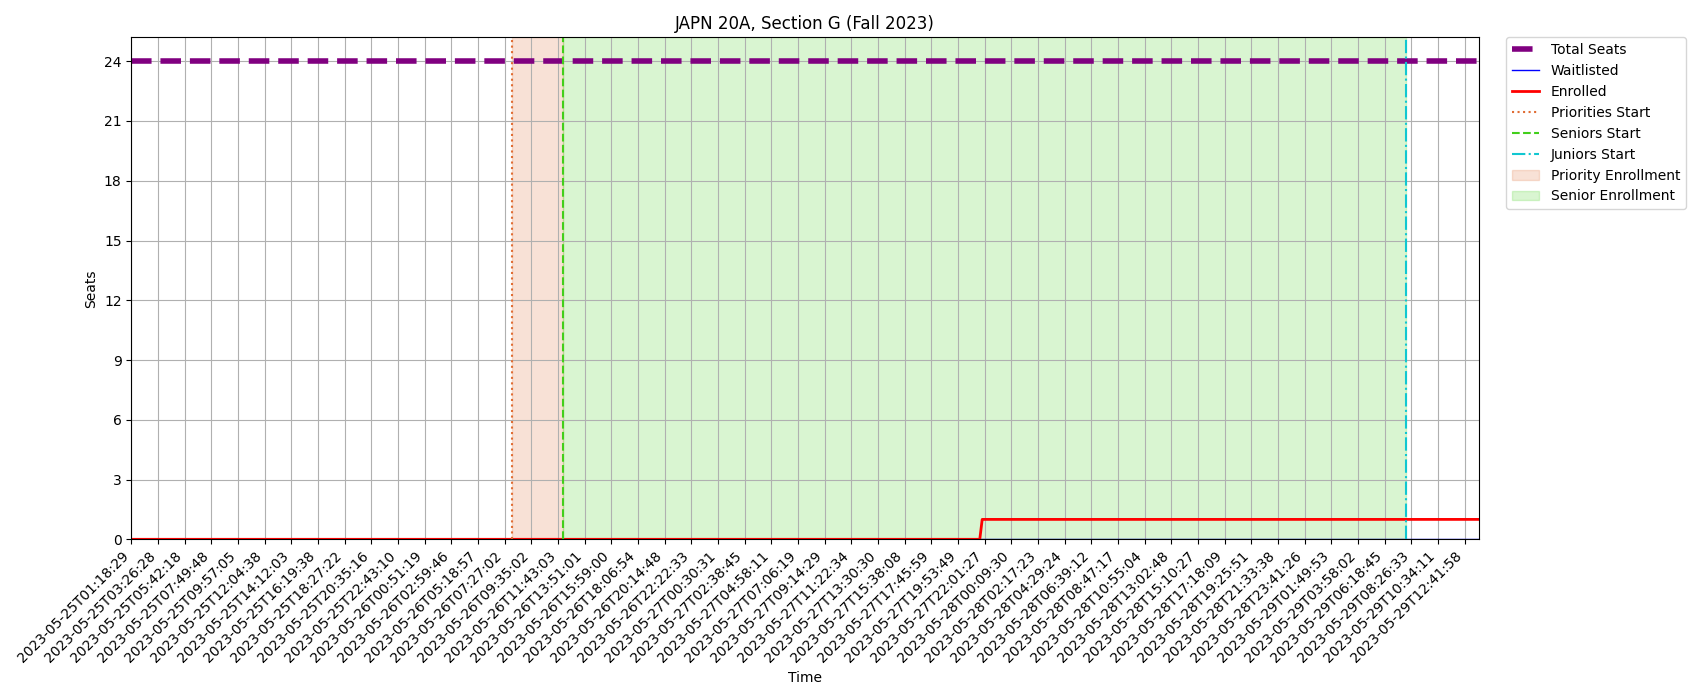 JAPN 20A, Section G (Fall 2023)
Total Seats
Waitlisted
Enrolled
Priorities Start
Seniors Start
Juniors Start
Priority Enrollment
Senior Enrollment
Seats
24
21
18
15
12
9
6
3
0
2023-05-25T01:18:29
2023-05-25T03:26:28
2023-05-25T05:42:18
2023-05-25T07:49:48
2023-05-25T09:57:05
2023-05-25T12:04:38
2023-05-25T14:12:03
2023-05-25T16:19:38
2023-05-25T18:27:22
2023-05-25T20:35:16
2023-05-25T22:43:10
2023-05-26T00:51:19
2023-05-26T02:59:46
2023-05-26T05:18:57
2023-05-26T07:27:02
2023-05-26T09:35:02
2023-05-26T11:43:03
2023-05-26T13:51:01
2023-05-26T15:59:00
2023-05-26T18:06:54
2023-05-26T20:14:48
2023-05-26T22:22:33
2023-05-27T00:30:31
2023-05-27T02:38:45
2023-05-27T04:58:11
2023-05-27T07:06:19
2023-05-27T09:14:29
2023-05-27T11:22:34
2023-05-27T13:30:30
2023-05-27T15:38:08
2023-05-27T17:45:59
2023-05-27T19:53:49
2023-05-27T22:01:27
2023-05-28T00:09:30
2023-05-28T02:17:23
2023-05-28T04:29:24
2023-05-28T06:39:12
2023-05-28T08:47:17
2023-05-28T10:55:04
2023-05-28T13:02:48
2023-05-28T15:10:27
2023-05-28T17:18:09
2023-05-28T19:25:51
2023-05-28T21:33:38
2023-05-28T23:41:26
2023-05-29T01:49:53
2023-05-29T03:58:02
2023-05-29T06:18:45
2023-05-29T08:26:33
2023-05-29T10:34:11
2023-05-29T12:41:58
Time